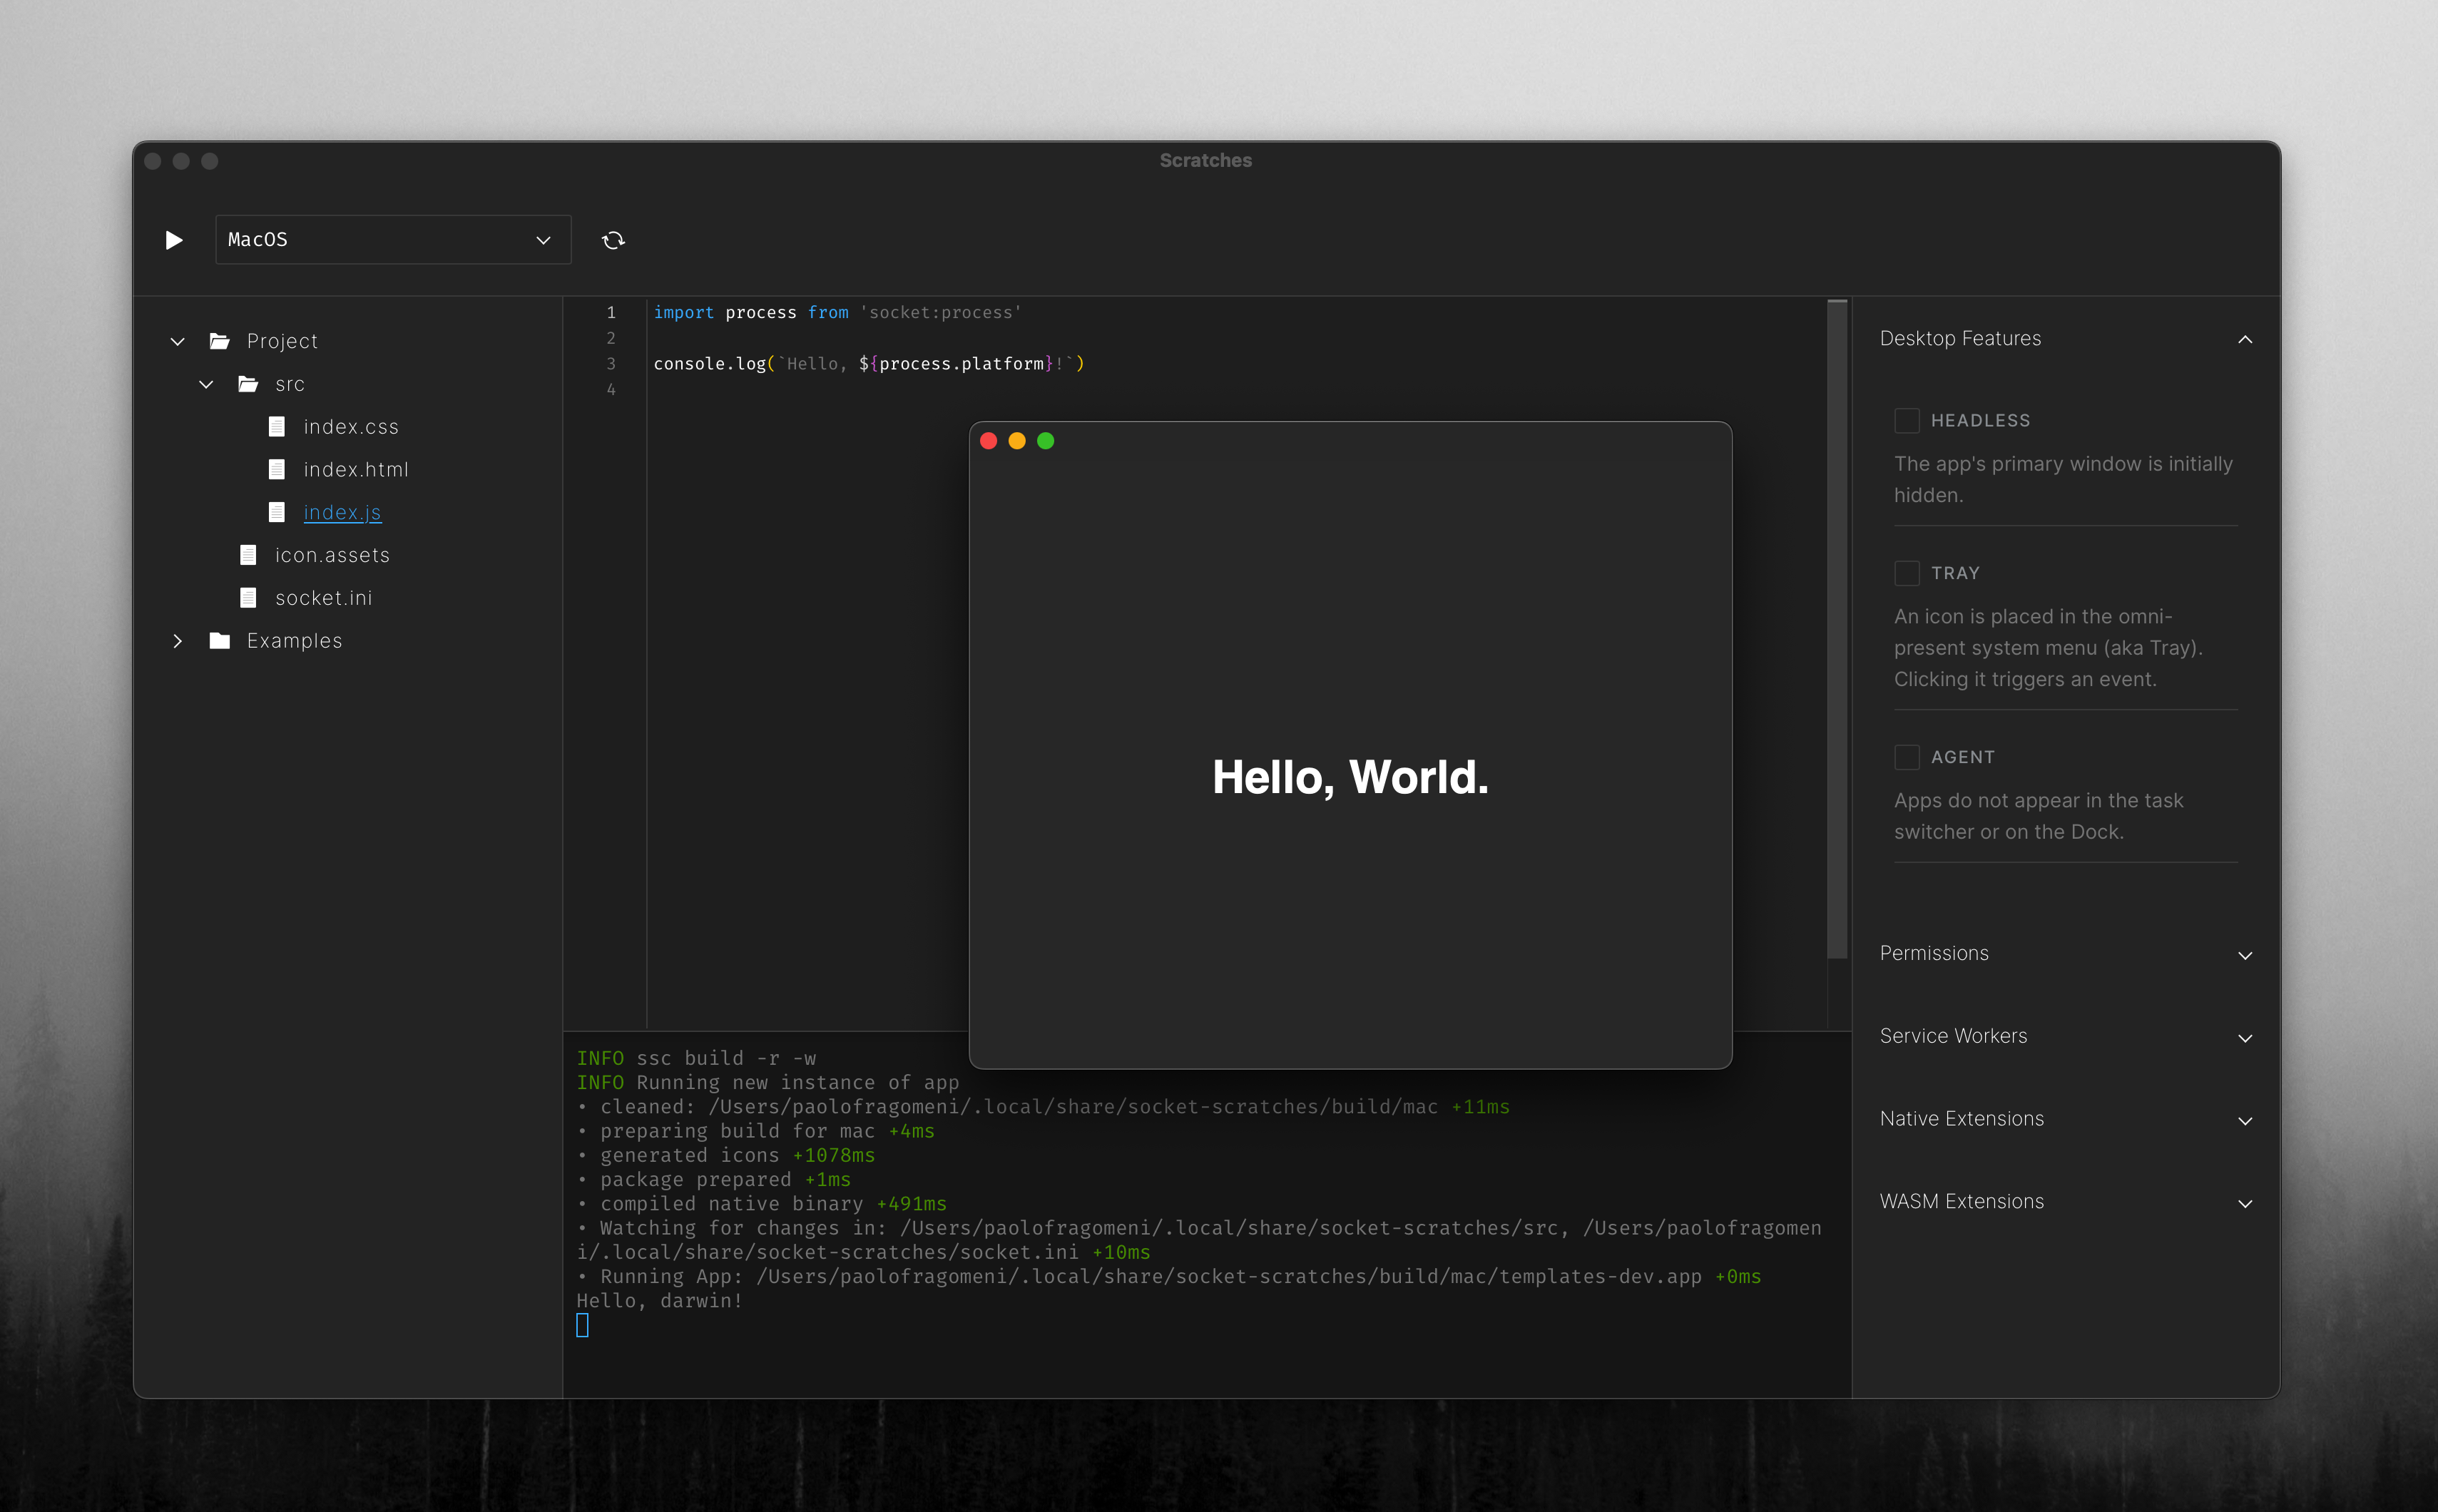 Scratches
MacOS
Project
src
index.css
index.html
index.js
icon.assets
socket.ini
Examples
1 import process from 'socket:process'
2
3 console.log(`Hello, ${process.platform}!`)
4
Hello, World.
INFO ssc build -r -w
INFO Running new instance of app
• cleaned: /Users/paolofragomeni/.local/share/socket-scratches/build/mac +11ms
• preparing build for mac +4ms
• generated icons +1078ms
• package prepared +1ms
• compiled native binary +491ms
• Watching for changes in: /Users/paolofragomeni/.local/share/socket-scratches/src, /Users/paolofragomen
i/.local/share/socket-scratches/socket.ini +10ms
• Running App: /Users/paolofragomeni/.local/share/socket-scratches/build/mac/templates-dev.app +0ms
Hello, darwin!
Desktop Features
HEADLESS
The app's primary window is initially
hidden.
TRAY
An icon is placed in the omni-
present system menu (aka Tray).
Clicking it triggers an event.
AGENT
Apps do not appear in the task
switcher or on the Dock.
Permissions
Service Workers
Native Extensions
WASM Extensions